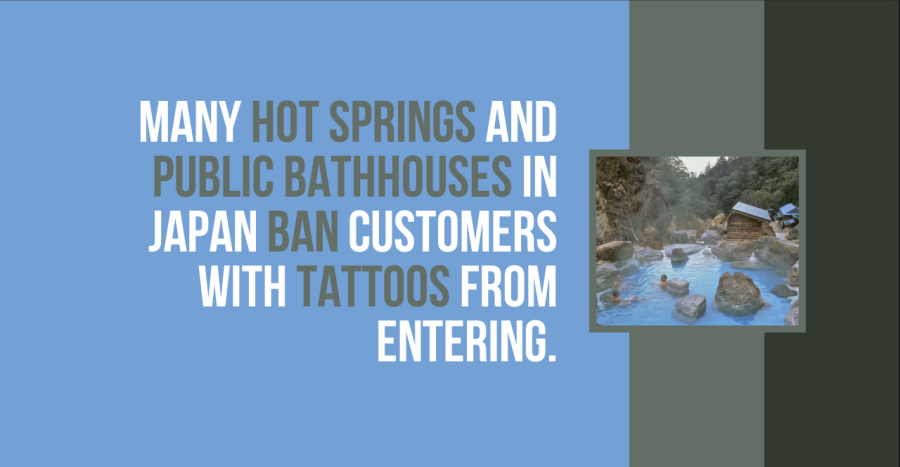 MANY HOT SPRINGS AND
PUBLIC BATHHOUSES IN
JAPAN BAN CUSTOMERS
WITH TATTOOS FROM
ENTERING.